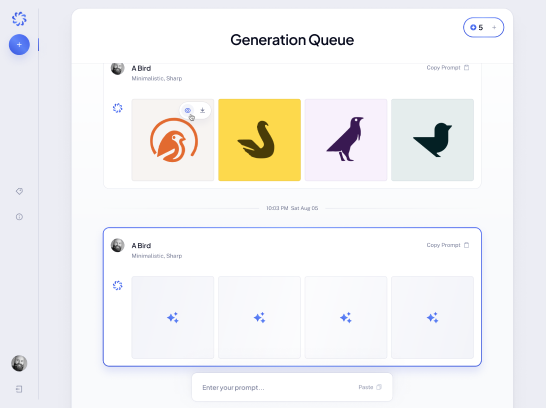 5 +
Generation Queue
A Bird
Copy Prompt
Minimalistic, Sharp
10:03 PM Sat Aug 05
A Bird
Copy Prompt
Minimalistic, Sharp
Enter your prompt...
Paste